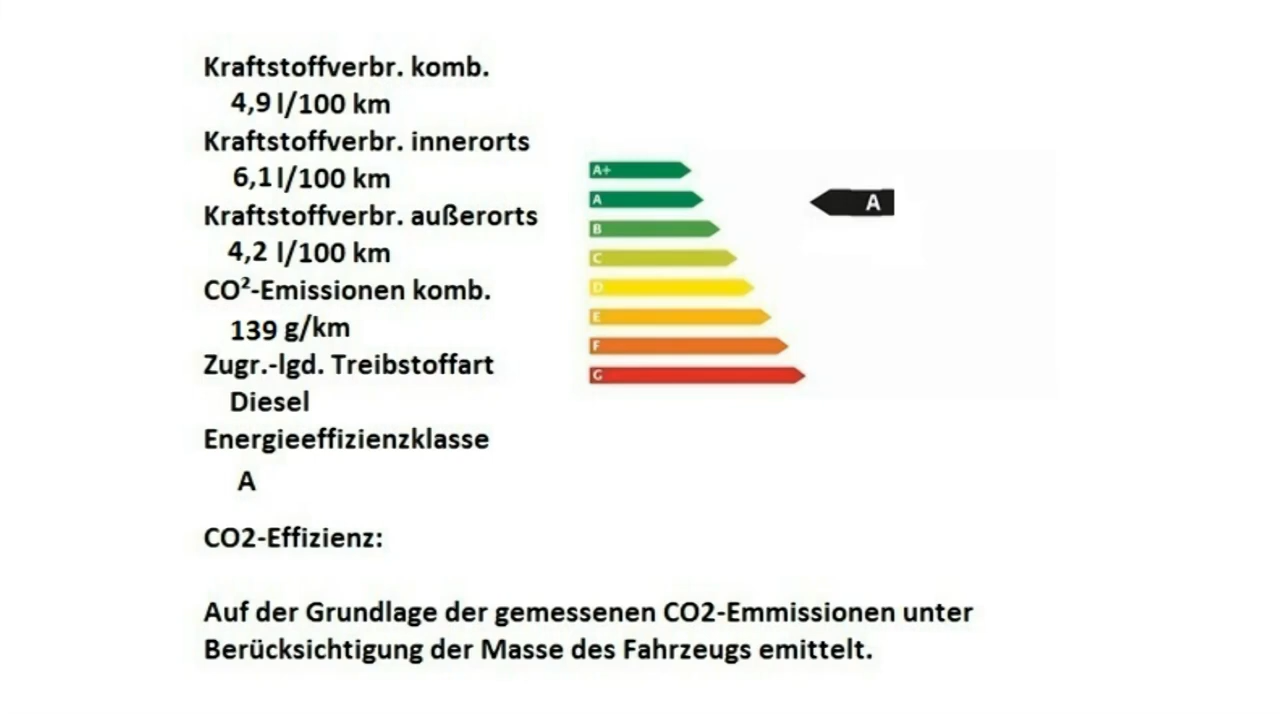 Kraftstoffverbr. komb.
4,9 l/100 km
Kraftstoffverbr. innerorts
6,1 l/100 km
Kraftstoffverbr. außerorts
4,2 l/100 km
CO²-Emissionen komb.
139 g/km
Zugr.-lgd. Treibstoffart
Diesel
Energieeffizienzklasse
A
A+
A
B
C
D
E
F
G
A
CO2-Effizienz:
Auf der Grundlage der gemessenen CO2-Emmissionen unter
Berücksichtigung der Masse des Fahrzeugs emittelt.